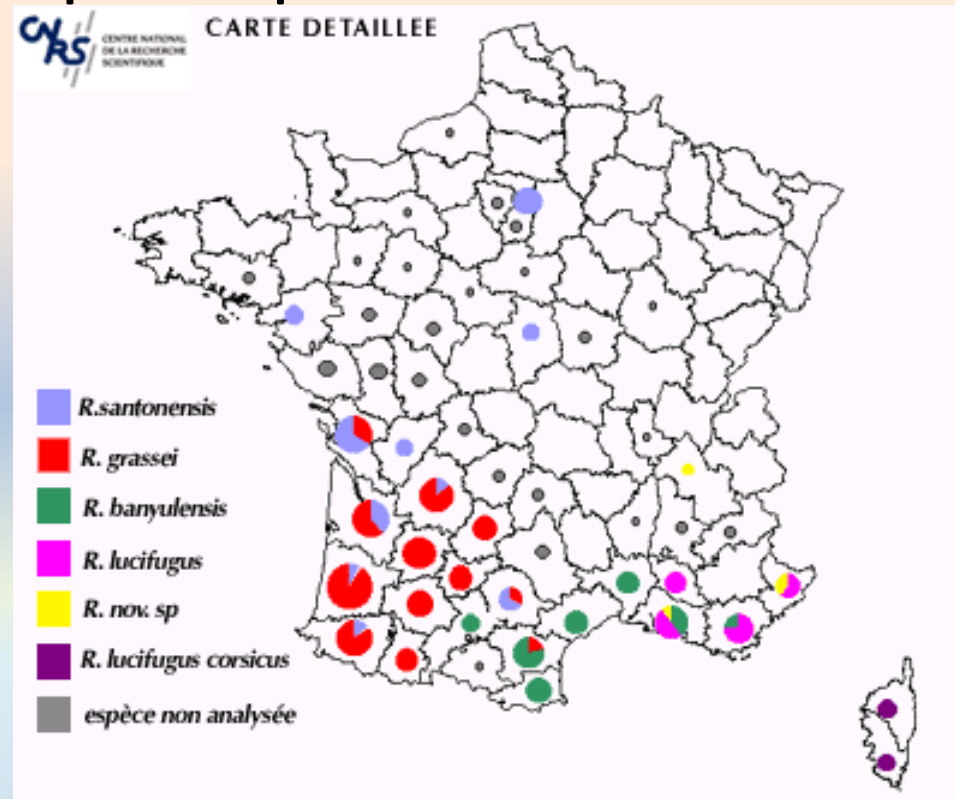 CNRS
CENTRE NATIONAL
DE LA RECHERCHE
SCIENTIFIQUE
CARTE DETAILLEE
R.santonensis
R. grassei
R. banyulensis
R. lucifugus
R. nov. sp
R. lucifugus corsicus
espèce non analysée